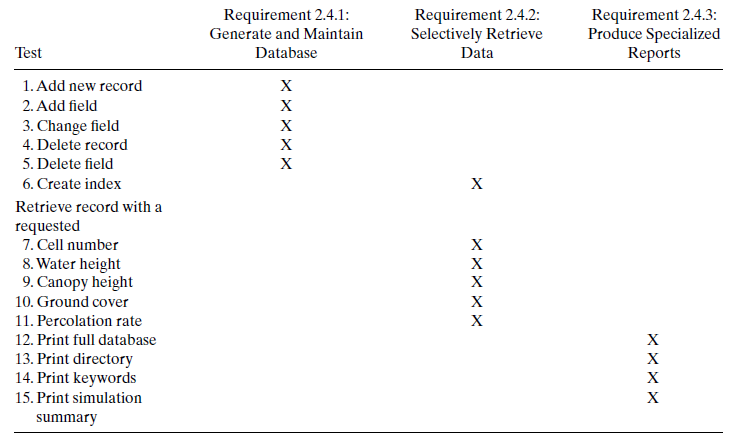 Requirement 2.4.1: Requirement 2.4.2: Requirement 2.4.3:
Generate and Maintain Selectively Retrieve Produce Specialized
Test Database Data Reports
1. Add new record X
2. Add field X
3. Change field X
4. Delete record X
5. Delete field X
6. Create index X
Retrieve record with a
requested
7. Cell number X
8. Water height X
9. Canopy height X
10. Ground cover X
11. Percolation rate X
12. Print full database X
13. Print directory X
14. Print keywords X
15. Print simulation X
summary